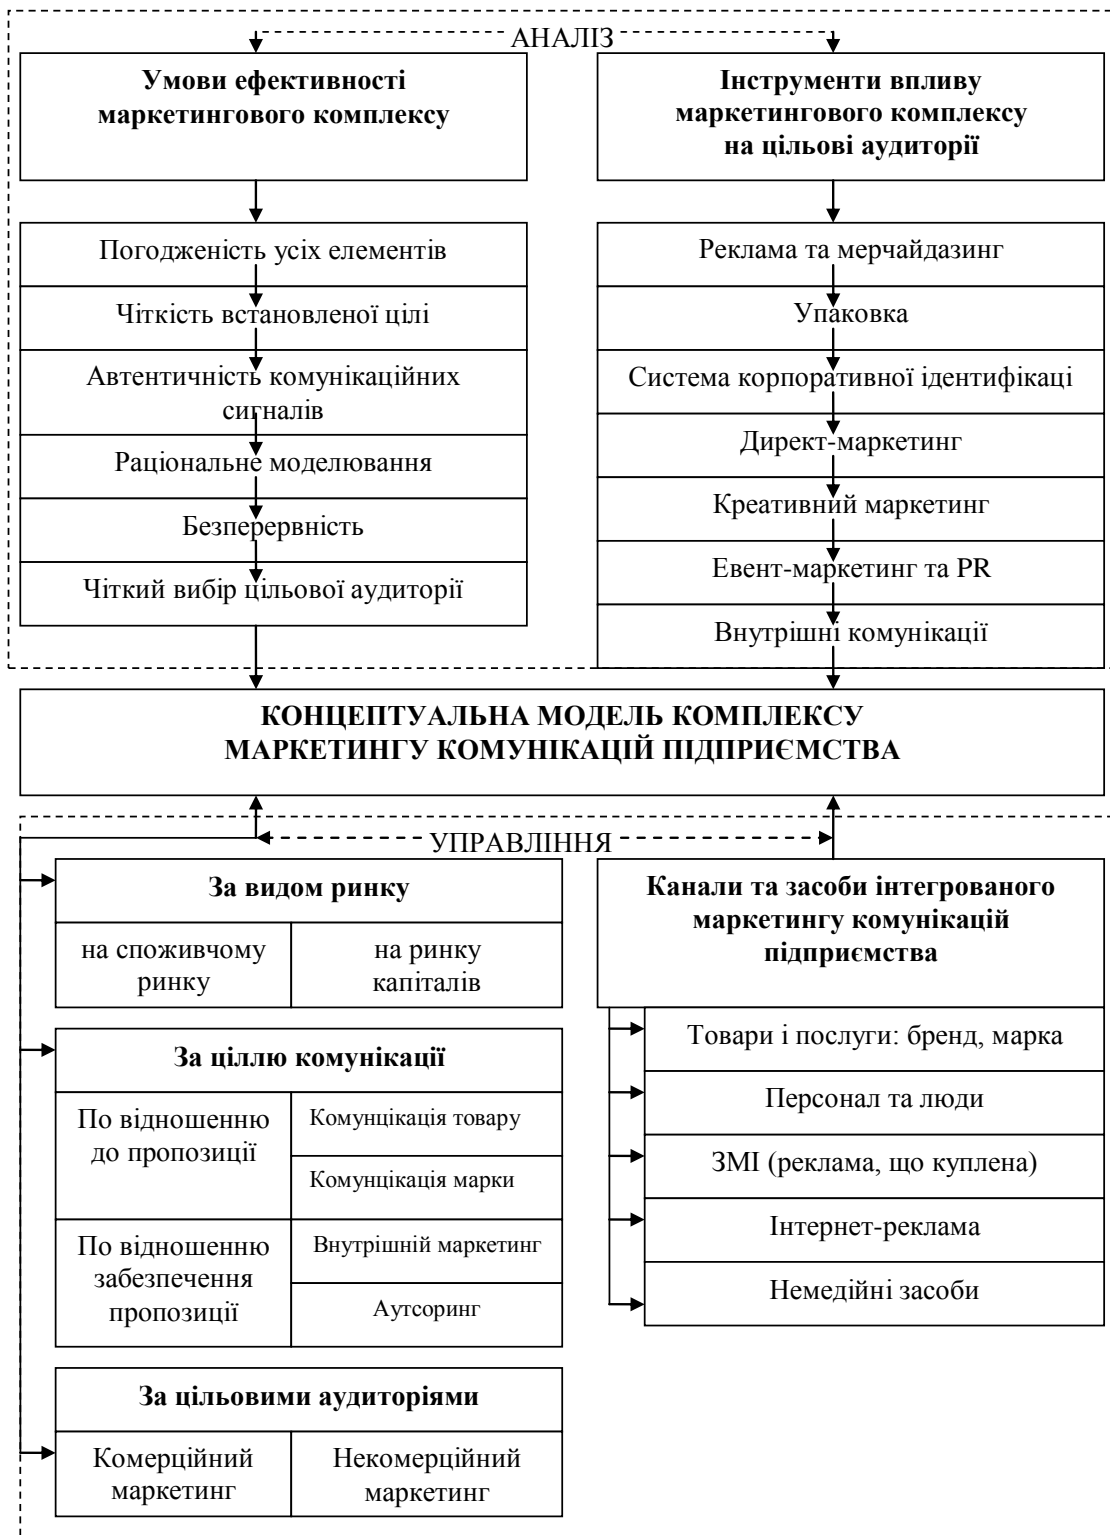 АНАЛІЗ
Умови ефективності
маркетингового комплексу
Інструменти впливу
маркетингового комплексу
на цільові аудиторії
Погодженість усіх елементів
Чіткість встановленої цілі
Автентичність комунікаційних
сигналів
Раціональне моделювання
Безперервність
Чіткий вибір цільової аудиторії
Реклама та мерчайдазинг
Упаковка
Система корпоративної ідентифікаці
Директ-маркетинг
Креативний маркетинг
Евент-маркетинг та PR
Внутрішні комунікації
КОНЦЕПТУАЛЬНА МОДЕЛЬ КОМПЛЕКСУ
МАРКЕТИНГУ КОМУНІКАЦІЙ ПІДПРИЄМСТВА
УПРАВЛІННЯ
За видом ринку
на споживчому
ринку
на ринку
капіталів
За ціллю комунікації
По відношенню
до пропозиції
Комунцікація товару
Комунцікація марки
По відношенню
забезпечення
пропозиції
Внутрішній маркетинг
Аутсоринг
За цільовими аудиторіями
Комерційний
маркетинг
Некомерційний
маркетинг
Канали та засоби інтегрованого
маркетингу комунікацій
підприємства
Товари і послуги: бренд, марка
Персонал та люди
ЗМІ (реклама, що куплена)
Інтернет-реклама
Немедійні засоби